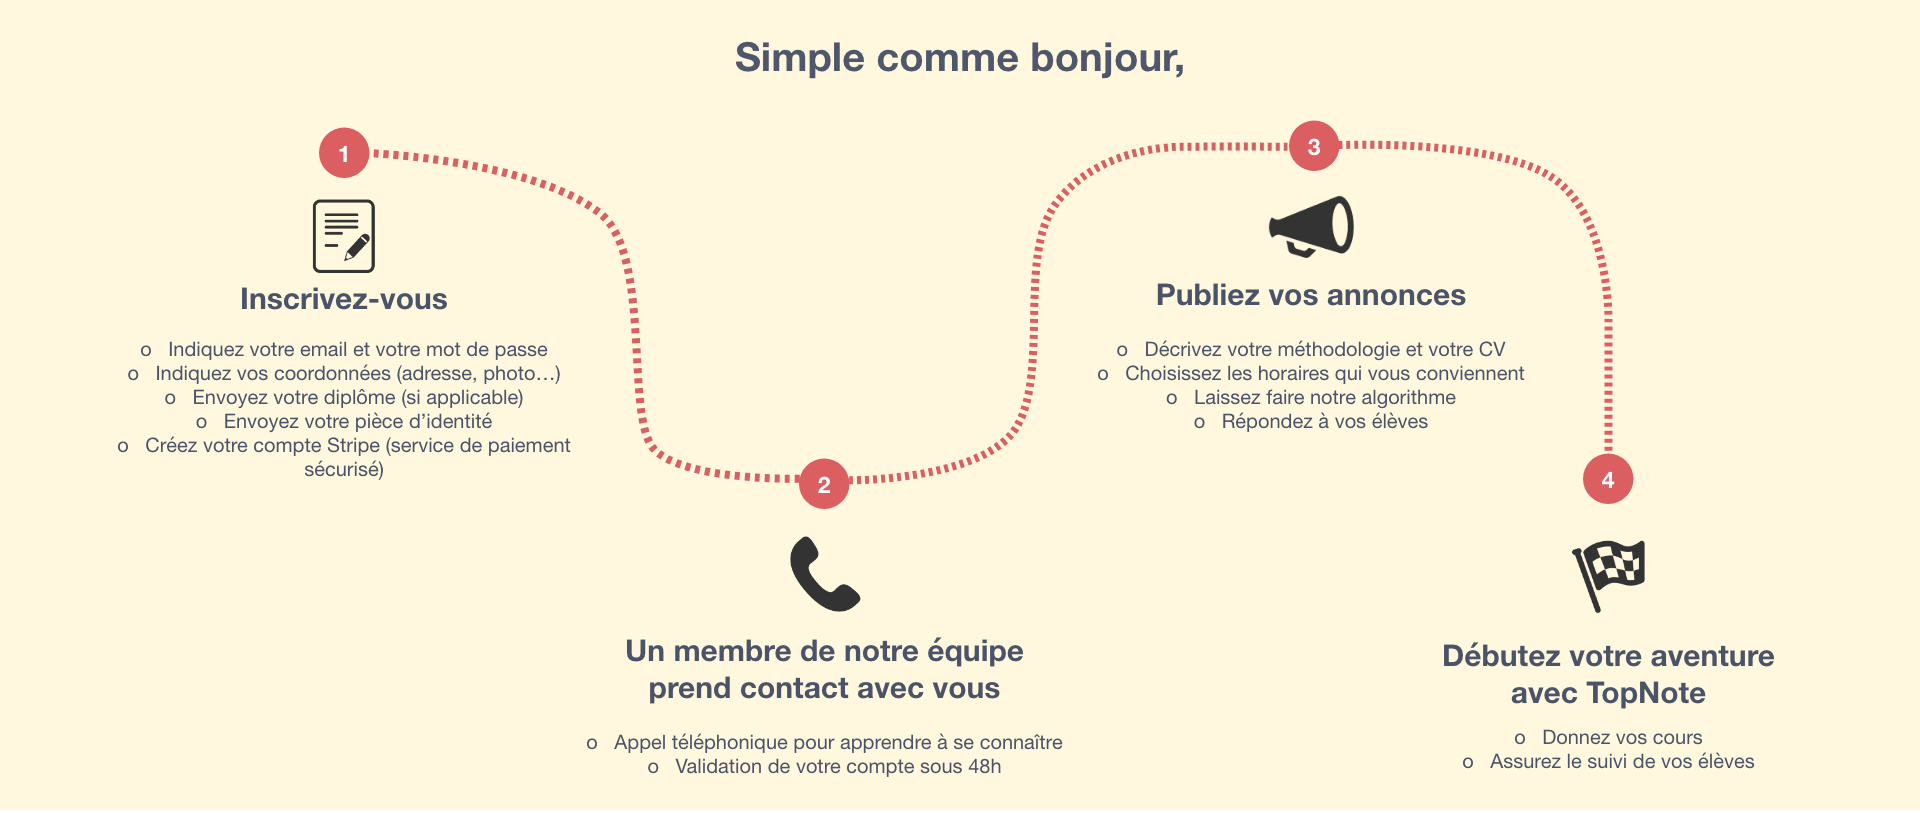 Simple comme bonjour,
1
Inscrivez-vous
o Indiquez votre email et votre mot de passe
o Indiquez vos coordonnées (adresse, photo…)
o Envoyez votre diplôme (si applicable)
o Envoyez votre pièce d’identité
o Créez votre compte Stripe (service de paiement
sécurisé)
2
Un membre de notre équipe
prend contact avec vous
o Appel téléphonique pour apprendre à se connaître
o Validation de votre compte sous 48h
3
Publiez vos annonces
o Décrivez votre méthodologie et votre CV
o Choisissez les horaires qui vous conviennent
o Laissez faire notre algorithme
o Répondez à vos élèves
4
Débutez votre aventure
avec TopNote
o Donnez vos cours
o Assurez le suivi de vos élèves